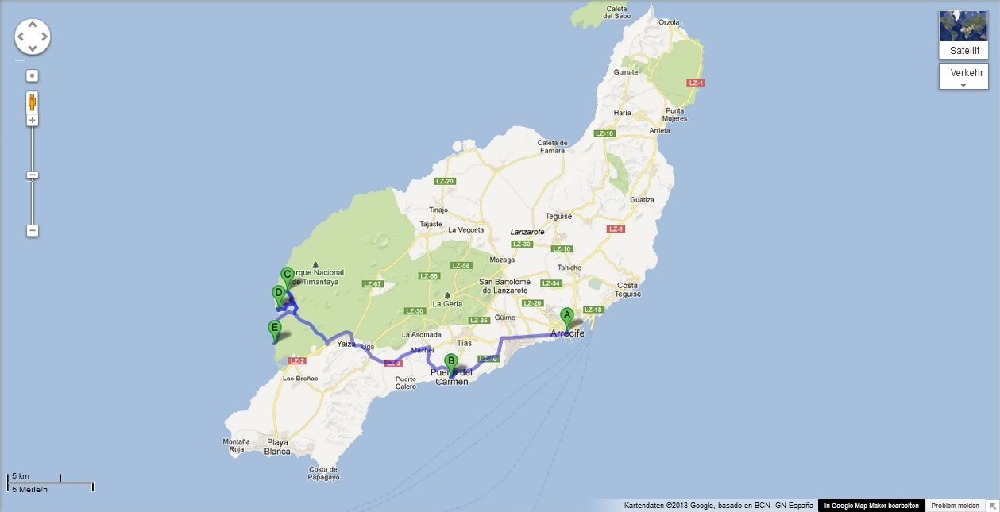 Caleta
del Sebo
Orzola
Satellit
Verkehr
Guinate
LZ-1
Haría
Punta
Mujeres
Arrieta
LZ-10
Caleta de
Famara
LZ-20
Guatiza
Tinajo
Teguise
Tajaste
La Vegueta
Lanzarote
LZ-1
LZ-30
LZ-10
Mozaga
LZ-58
Tahiche
C
arque Nacional
de Timanfaya
LZ-56
LZ-67
San Bartolomé
de Lanzarote
LZ-34
Costa
Teguise
D
La Geria
LZ-20
LZ-30
LZ-18
A
Güime
LZ-35
E
Arrecife
La Asomada
Yaiza
Uga
Tías
Macher
LZ-2
LZ-2
B
LZ-40
Puerto del
Carmen
Las Breñas
Puerto
Calero
Montaña
Roja
Playa
Blanca
Costa de
Papagayo
5 km
5 Meile/n
Kartendaten ©2013 Google, basado en BCN IGN España -
In Google Map Maker bearbeiten
Problem melden